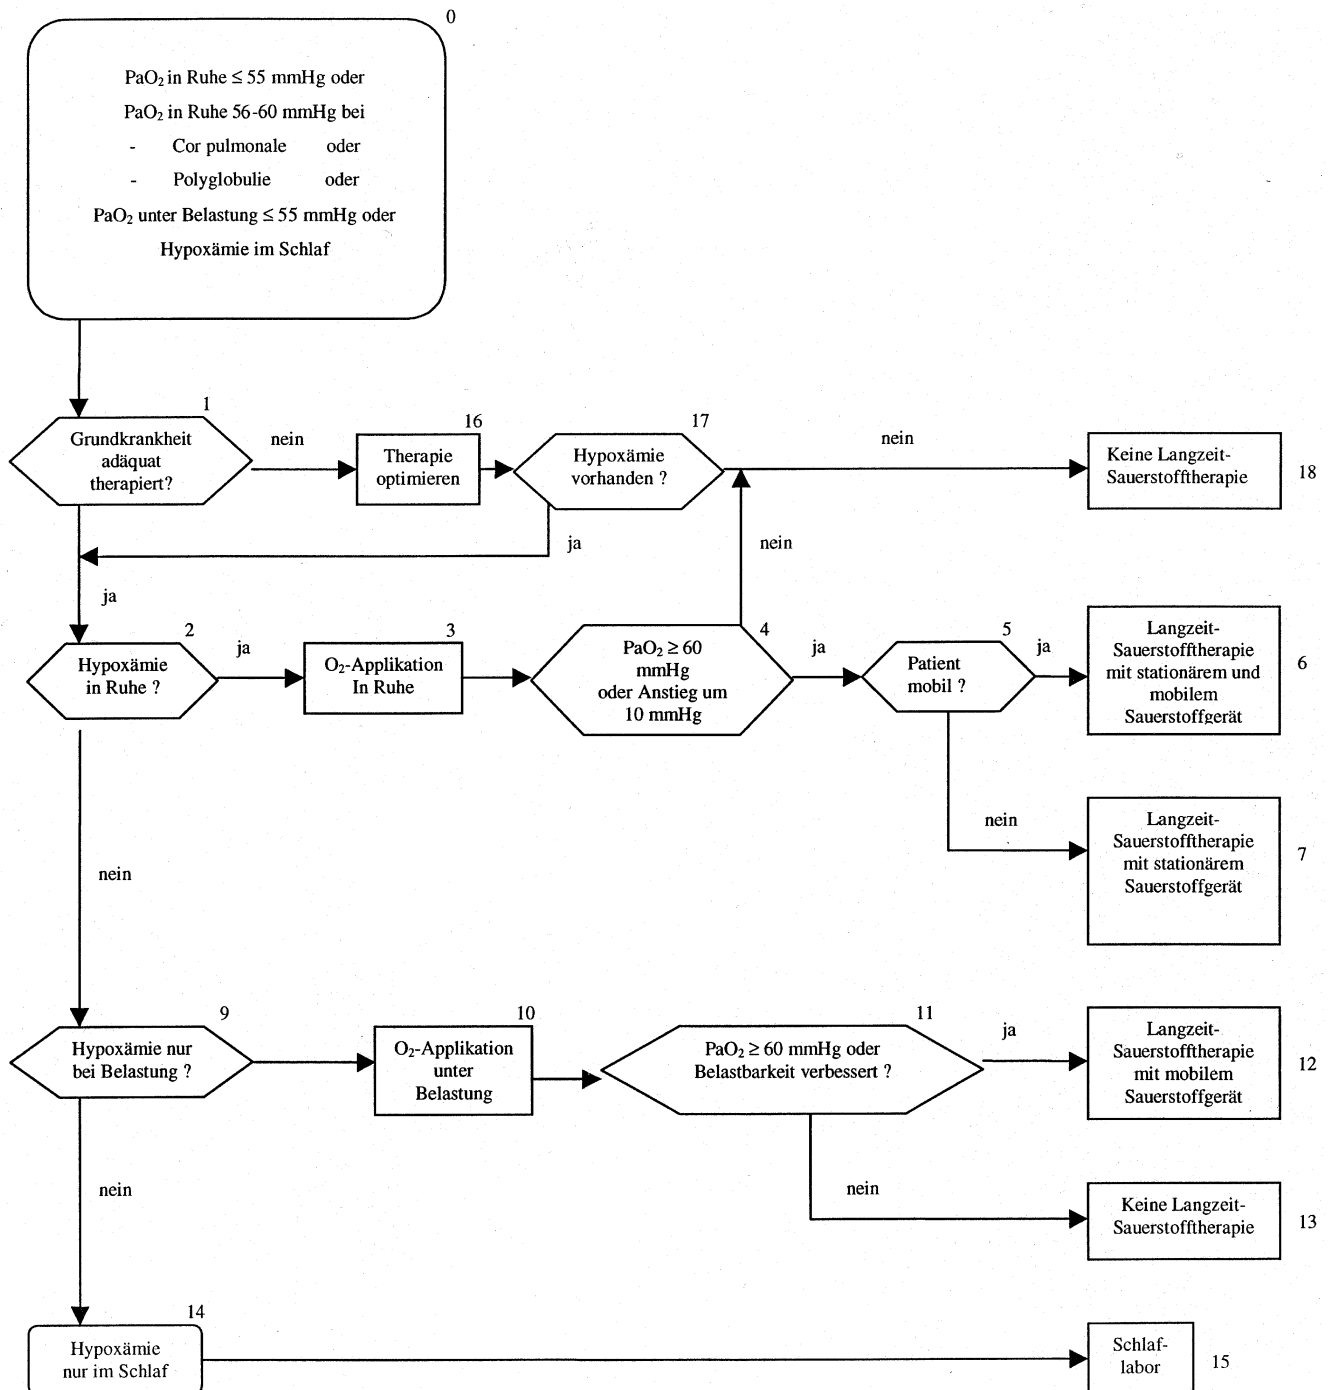 0
PaO₂ in Ruhe ≤ 55 mmHg oder
PaO₂ in Ruhe 56-60 mmHg bei
- Cor pulmonale oder
- Polyglobulie oder
PaO₂ unter Belastung ≤ 55 mmHg oder
Hypoxämie im Schlaf
1
Grundkrankheit
adäquat
therapiert?
nein
16
Therapie
optimieren
17
Hypoxämie
vorhanden ?
nein
Keine Langzeit-
Sauerstofftherapie
18
ja
nein
ja
2
Hypoxämie
in Ruhe ?
ja
3
O₂-Applikation
In Ruhe
4
PaO₂ ≥ 60
mmHg
oder Anstieg um
10 mmHg
ja
5
Patient
mobil ?
ja
Langzeit-
Sauerstofftherapie
mit stationärem und
mobilem
Sauerstoffgerät
6
nein
Langzeit-
Sauerstofftherapie
mit stationärem
Sauerstoffgerät
7
nein
9
Hypoxämie nur
bei Belastung ?
10
O₂-Applikation
unter
Belastung
11
PaO₂ ≥ 60 mmHg oder
Belastbarkeit verbessert ?
ja
Langzeit-
Sauerstofftherapie
mit mobilem
Sauerstoffgerät
12
nein
nein
Keine Langzeit-
Sauerstofftherapie
13
14
Hypoxämie
nur im Schlaf
Schlaf-
labor
15